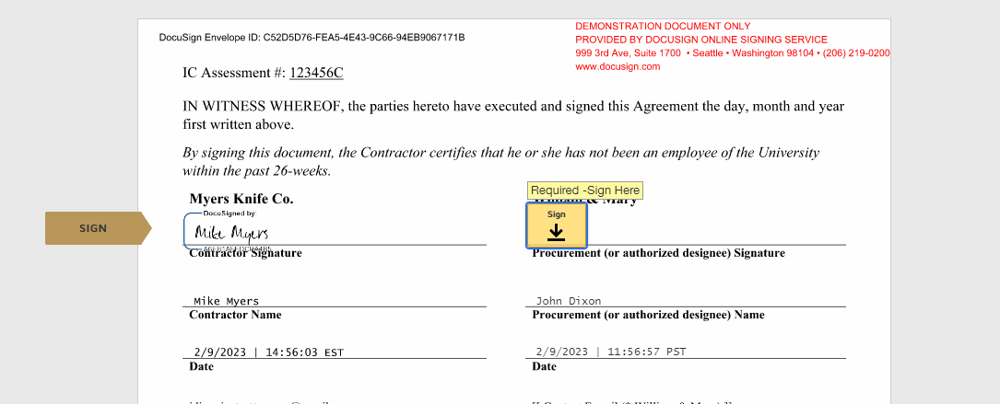 DocuSign Envelope ID: C52D5D76-FEA5-4E43-9C66-94EB9067171B
DEMONSTRATION DOCUMENT ONLY
PROVIDED BY DOCUSIGN ONLINE SIGNING SERVICE
999 3rd Ave, Suite 1700 • Seattle • Washington 98104 • (206) 219-0200
www.docusign.com
IC Assessment #: 123456C
IN WITNESS WHEREOF, the parties hereto have executed and signed this Agreement the day, month and year
first written above.
By signing this document, the Contractor certifies that he or she has not been an employee of the University
within the past 26-weeks.
Required -Sign Here
Myers Knife Co.
& Mary
SIGN
DocuSigned by:
Mike Myers
Sign
Contractor Signature
Procurement (or authorized designee) Signature
Mike Myers
John Dixon
Contractor Name
Procurement (or authorized designee) Name
2/9/2023 | 14:56:03 EST
2/9/2023 | 11:56:57 PST
Date
Date